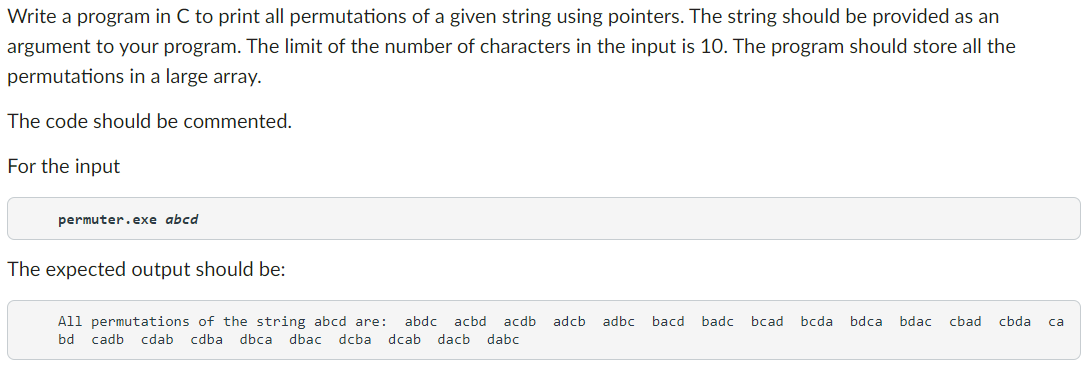 Write a program in C to print all permutations of a given string using pointers. The string should be provided as an
argument to your program. The limit of the number of characters in the input is 10. The program should store all the
permutations in a large array.
The code should be commented.
For the input
permuter.exe abcd
The expected output should be:
All permutations of the string abcd are: abdc acbd acdb adcb adbc bacd badc bcad bcda bdca bdac cbad cbda ca
bd cadb cdab cdba dbca dbac dcba dcab dacb dabc